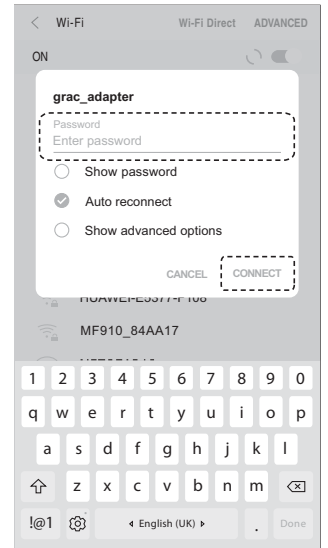 Wi-Fi Wi-Fi Direct ADVANCED
ON
grac_adapter
Password
Enter password
Show password
Auto reconnect
Show advanced options
CANCEL CONNECT
HUAWEI-E5377-F108
MF910_84AA17
1 2 3 4 5 6 7 8 9 0
q w e r t y u i o p
a s d f g h j k l
z x c v b n m
!@1 English (UK) . Done